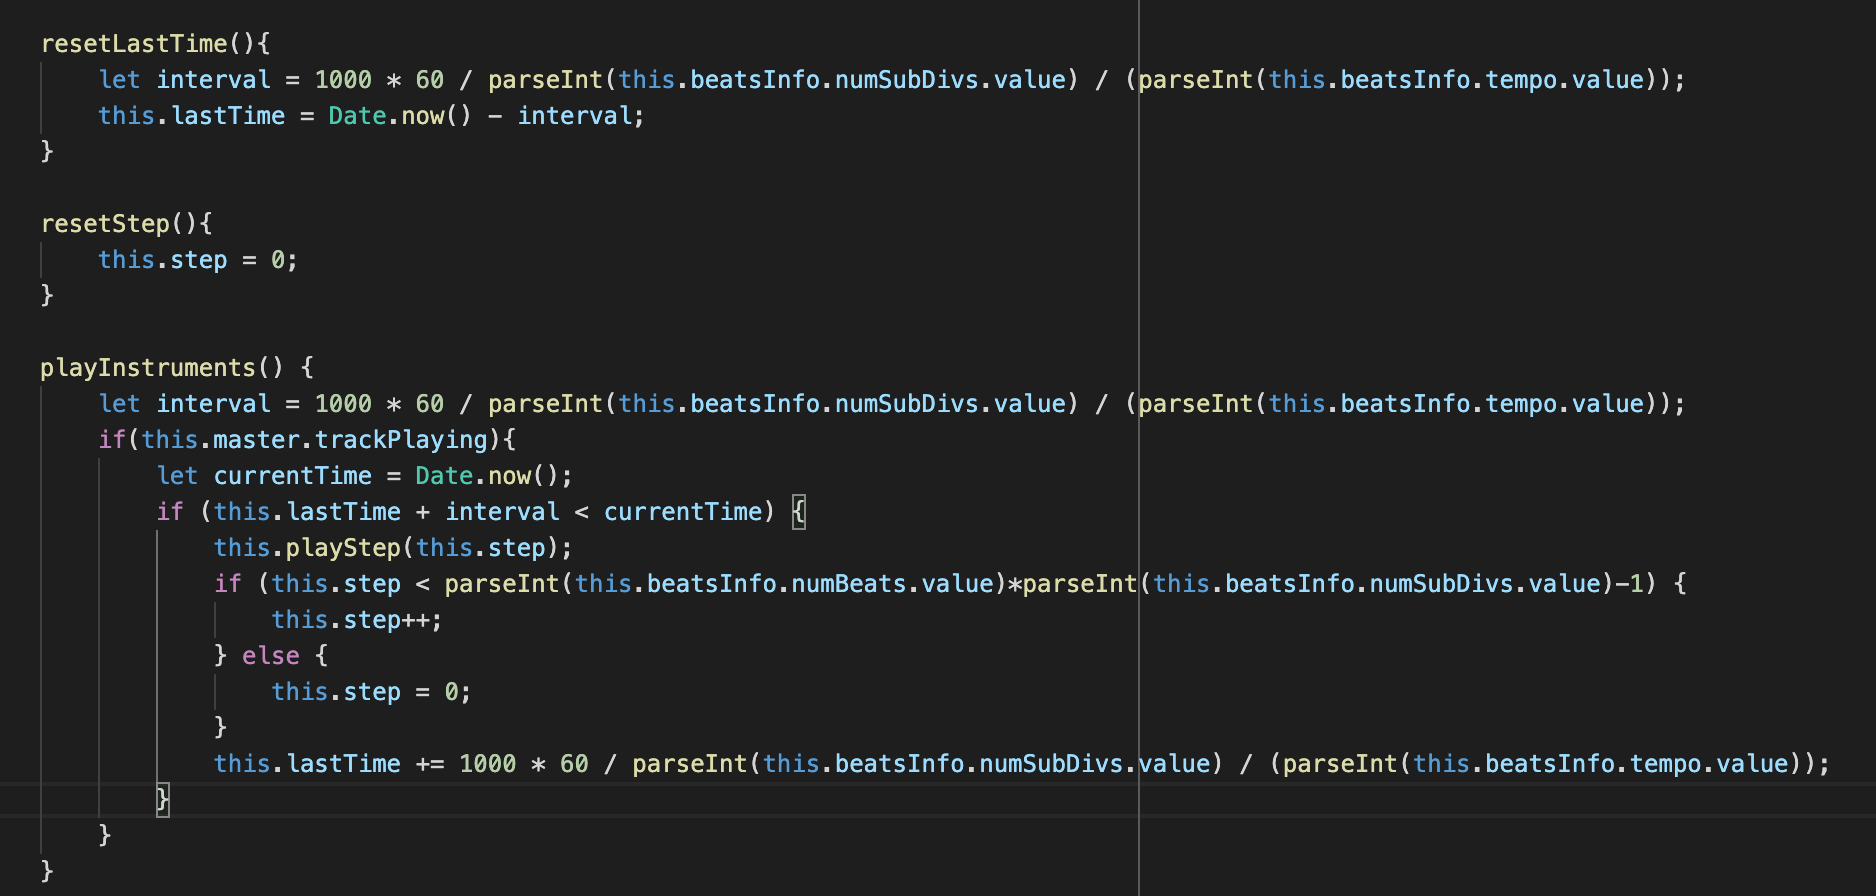 resetLastTime(){
    let interval = 1000 * 60 / parseInt(this.beatsInfo.numSubDivs.value) / (parseInt(this.beatsInfo.tempo.value));
    this.lastTime = Date.now() - interval;
}

resetStep(){
    this.step = 0;
}

playInstruments() {
    let interval = 1000 * 60 / parseInt(this.beatsInfo.numSubDivs.value) / (parseInt(this.beatsInfo.tempo.value));
    if(this.master.trackPlaying){
        let currentTime = Date.now();
        if (this.lastTime + interval < currentTime) {
            this.playStep(this.step);
            if (this.step < parseInt(this.beatsInfo.numBeats.value)*parseInt(this.beatsInfo.numSubDivs.value)-1) {
                this.step++;
            } else {
                this.step = 0;
            }
            this.lastTime += 1000 * 60 / parseInt(this.beatsInfo.numSubDivs.value) / (parseInt(this.beatsInfo.tempo.value));
        }
    }
}